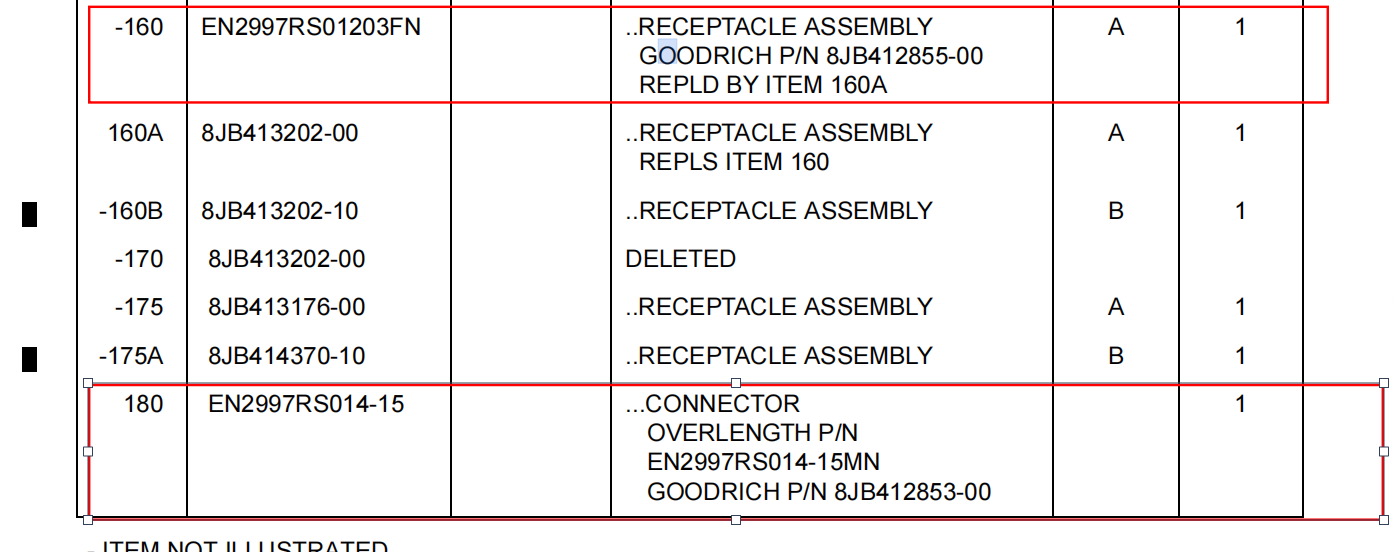 -160 EN2997RS01203FN ..RECEPTACLE ASSEMBLY A 1
GOODRICH P/N 8JB412855-00
REPLD BY ITEM 160A
160A 8JB413202-00 ..RECEPTACLE ASSEMBLY A 1
REPLS ITEM 160
-160B 8JB413202-10 ..RECEPTACLE ASSEMBLY B 1
-170 8JB413202-00 DELETED
-175 8JB413176-00 ..RECEPTACLE ASSEMBLY A 1
-175A 8JB414370-10 ..RECEPTACLE ASSEMBLY B 1
180 EN2997RS014-15 ...CONNECTOR 1
OVERLENGTH P/N
EN2997RS014-15MN
GOODRICH P/N 8JB412853-00
- ITEM NOT ILLUSTRATED